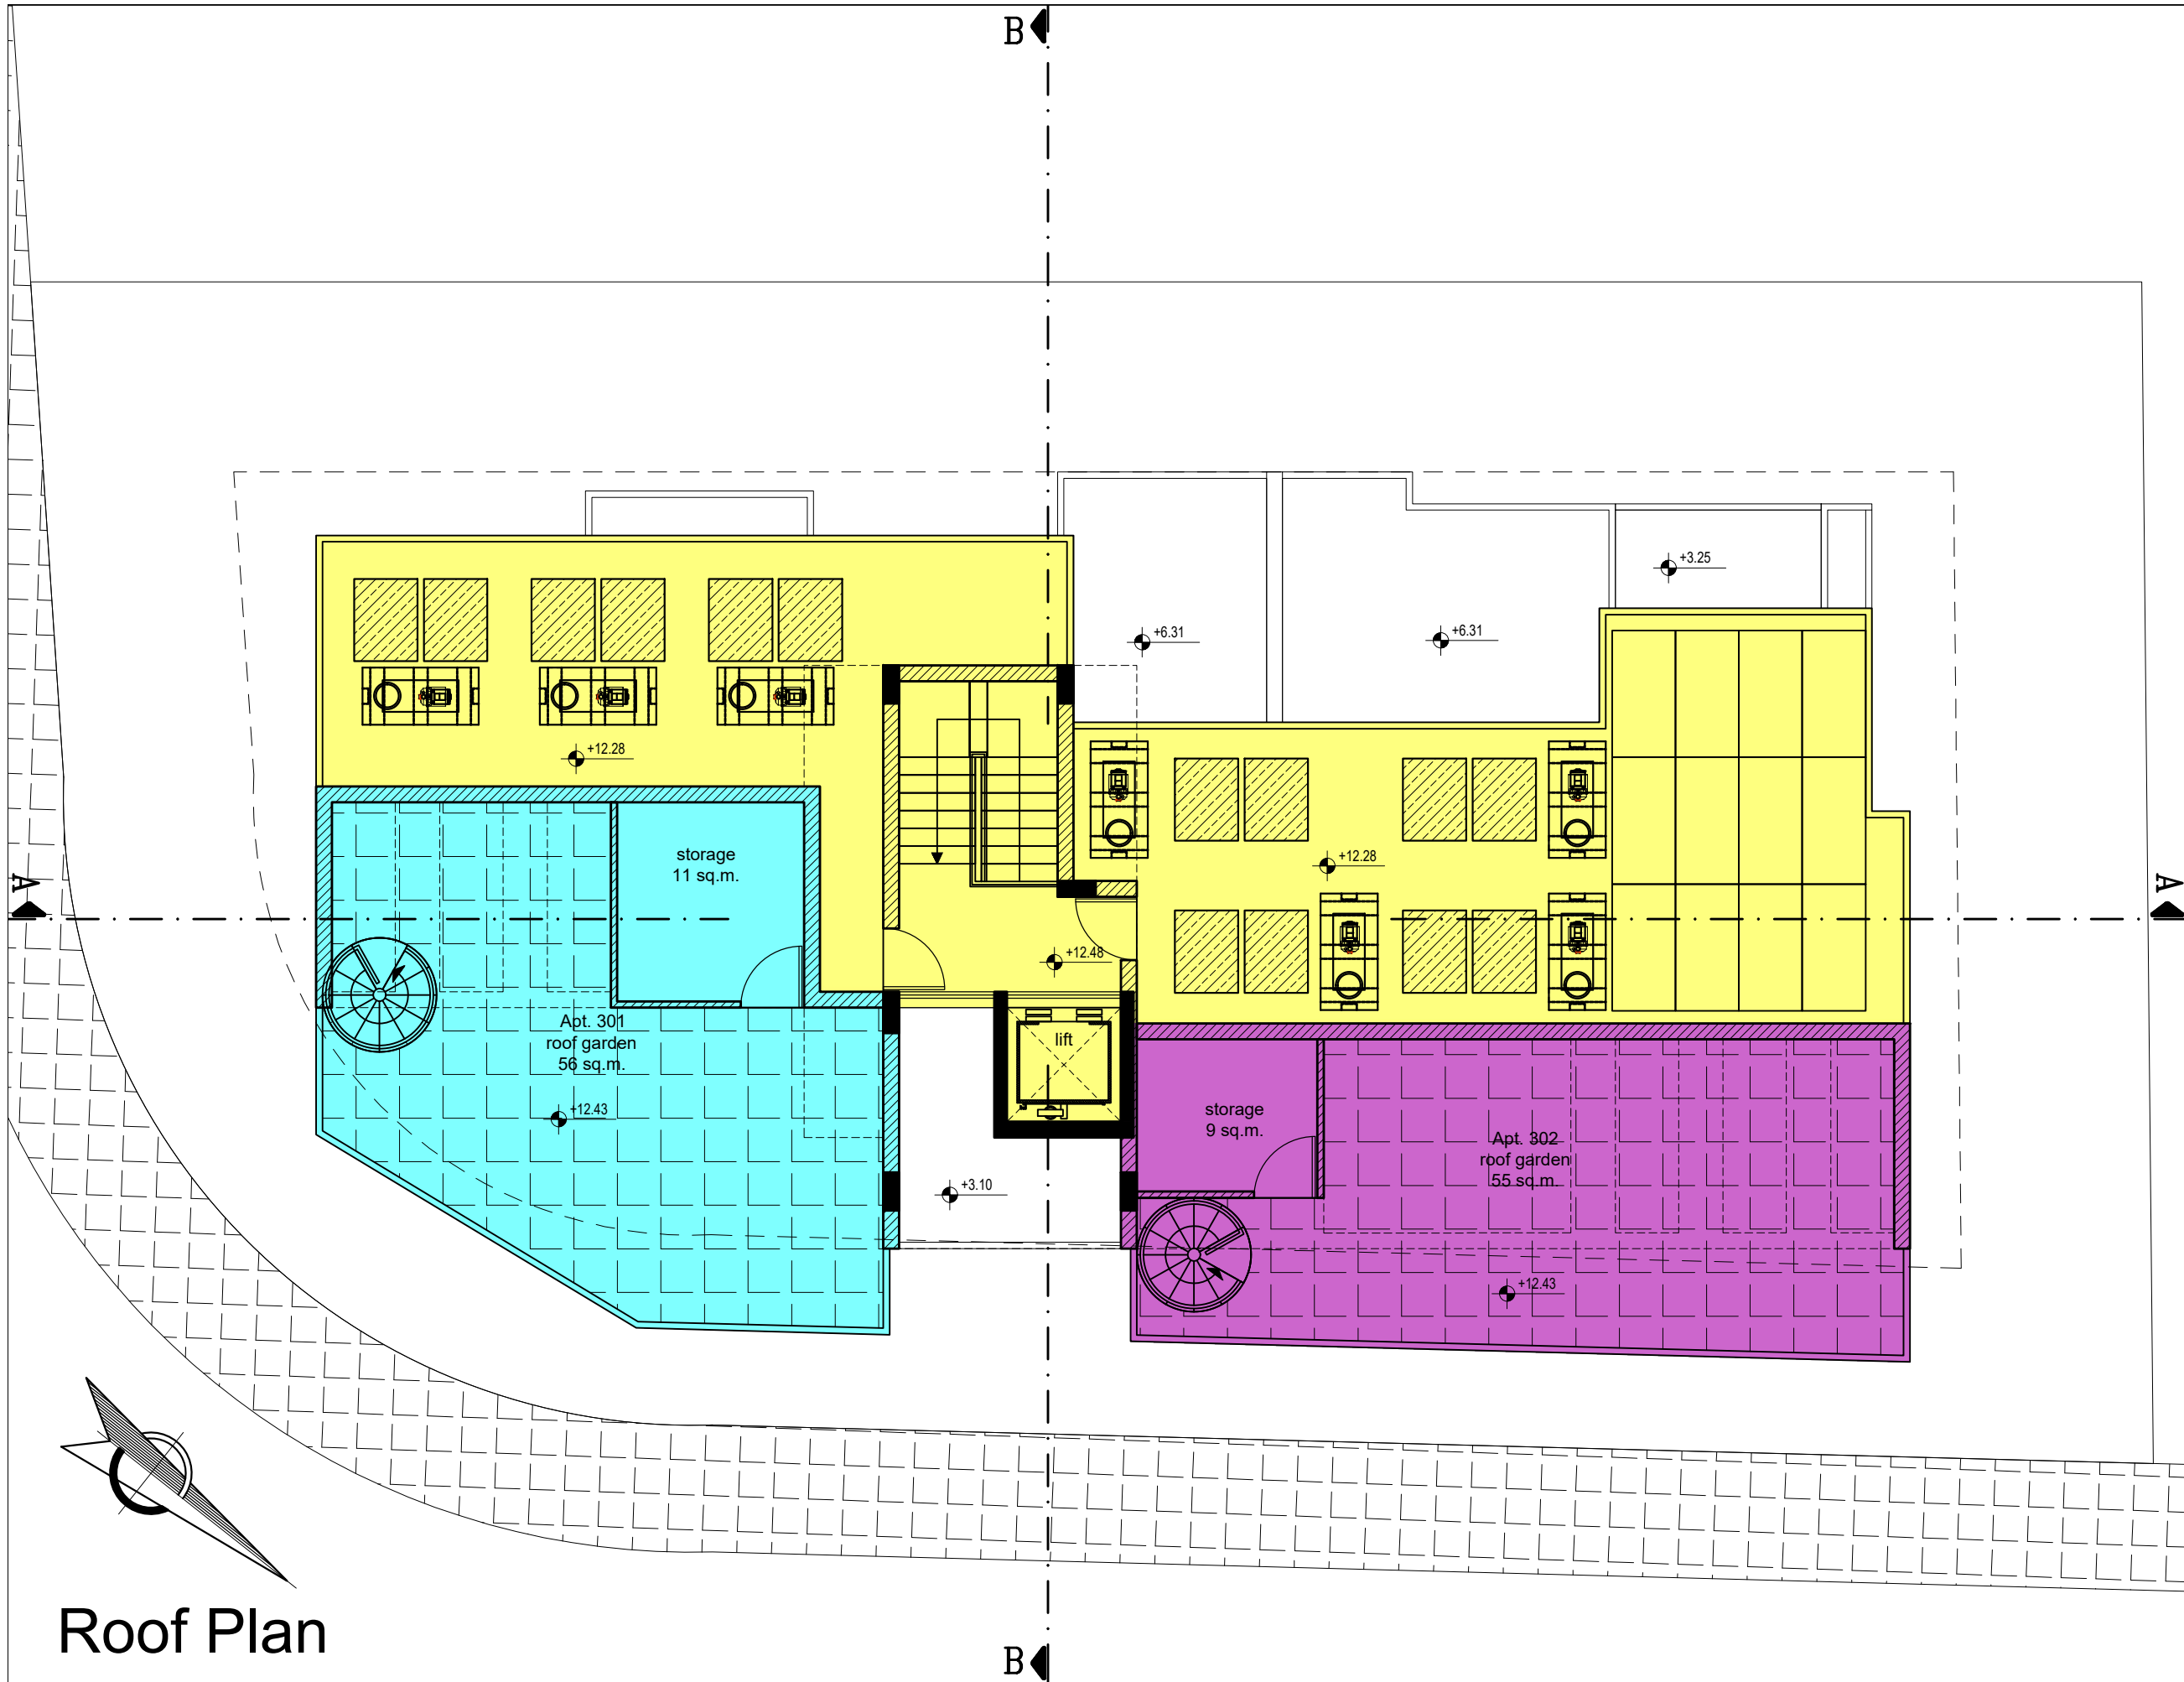 B
+3.25
+6.31
+6.31
+12.28
storage
11 sq.m.
+12.28
A
A
+12.48
Apt. 301
roof garden
56 sq.m.
lift
+12.43
storage
9 sq.m.
Apt. 302
roof garden
55 sq.m.
+3.10
+12.43
Roof Plan
B